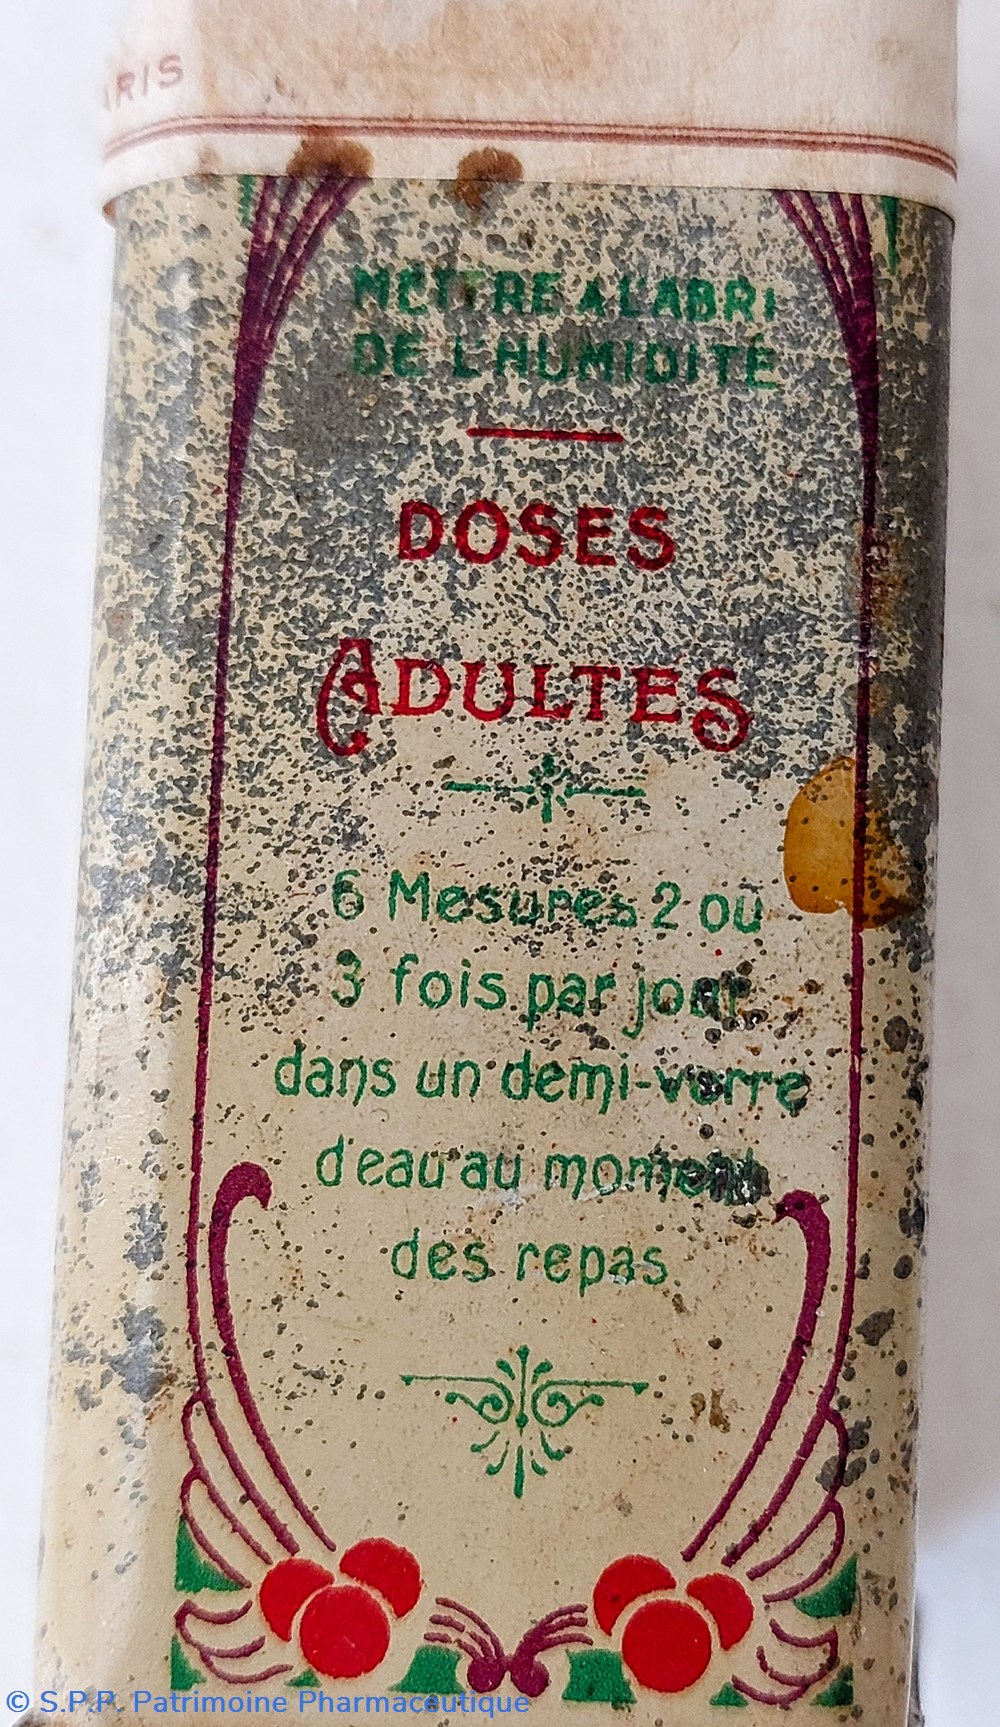 ARIS
METTRE A L'ABRI
DE L'HUMIDITÉ
DOSES
ADULTES
6 Mesures 2 ou
3 fois par jour
dans un demi-verre
d'eau au moment
des repas.
© S.P.P. Patrimoine Pharmaceutique